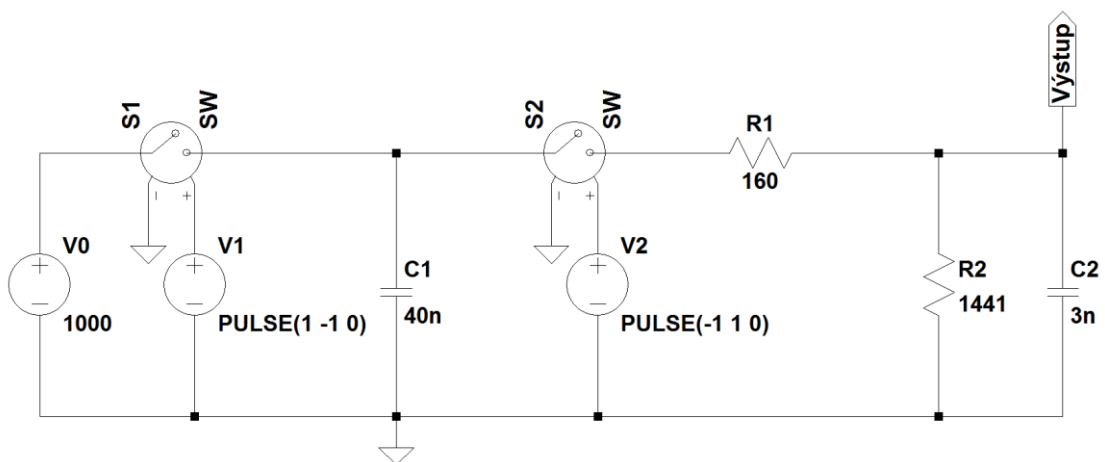 Výstup
S1
SW
S2
SW
R1
160
V0
1000
V1
PULSE(1 -1 0)
C1
40n
V2
PULSE(-1 1 0)
R2
1441
C2
3n